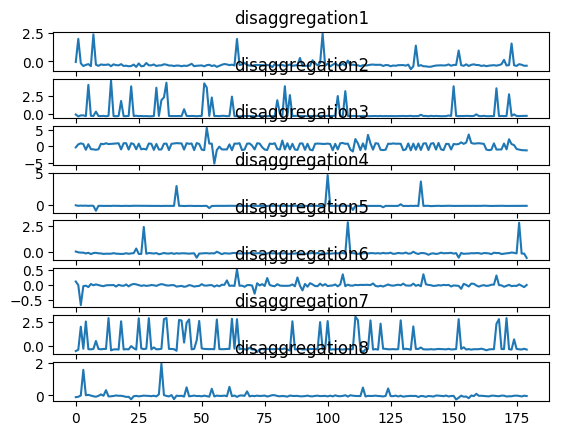 disaggregation1
2.5
0.0
disaggregation2
2.5
0.0
disaggregation3
5
0
−5
disaggregation4
5
0
disaggregation5
2.5
0.0
disaggregation6
0.5
0.0
−0.5
disaggregation7
2.5
0.0
disaggregation8
2
0
0 25 50 75 100 125 150 175